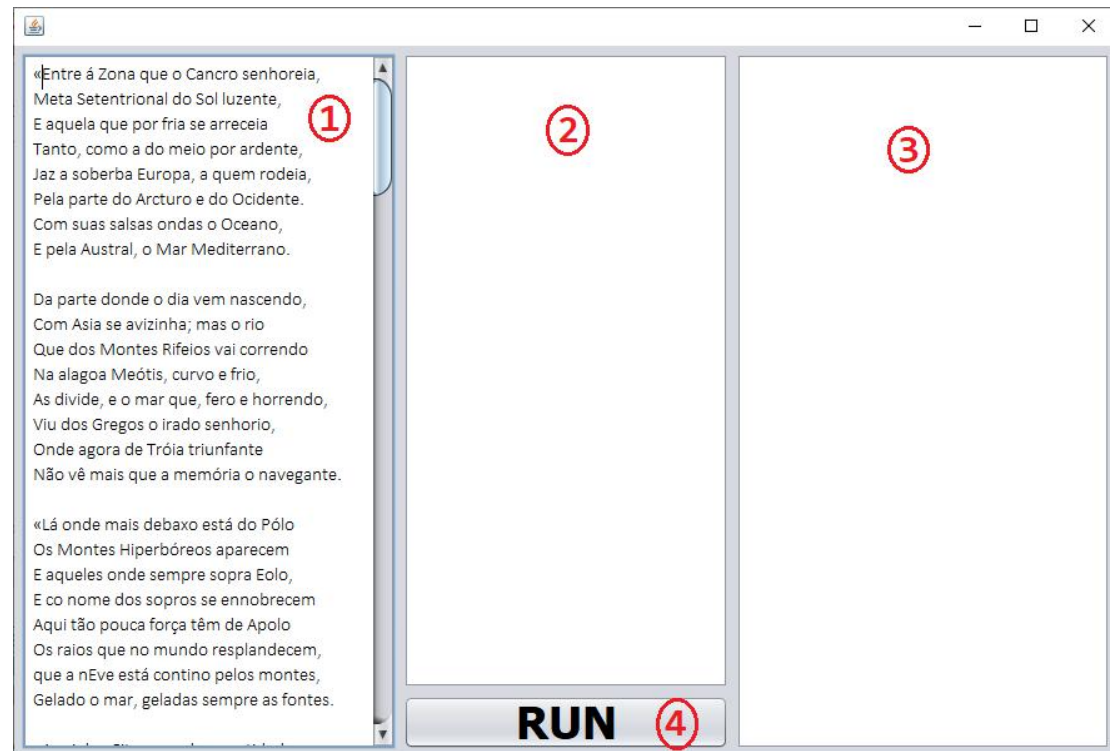 «Entre á Zona que o Cancro senhoreia,
Meta Setentrional do Sol luzente,
E aquela que por fria se arreceia
Tanto, como a do meio por ardente,
Jaz a soberba Europa, a quem rodeia,
Pela parte do Arcturo e do Ocidente.
Com suas salsas ondas o Oceano,
E pela Austral, o Mar Mediterrano.

Da parte donde o dia vem nascendo,
Com Asia se avizinha; mas o rio
Que dos Montes Rifeios vai correndo
Na alagoa Meótis, curvo e frio,
As divide, e o mar que, fero e horrendo,
Viu dos Gregos o irado senhorio,
Onde agora de Tróia triunfante
Não vê mais que a memória o navegante.

«Lá onde mais debaxo está do Pólo
Os Montes Hiperbóreos aparecem
E aqueles onde sempre sopra Eolo,
E co nome dos sopros se ennobrecem
Aqui tão pouca força têm de Apolo
Os raios que no mundo resplandecem,
que a nEve está contino pelos montes,
Gelado o mar, geladas sempre as fontes.
1
2
3
RUN 4